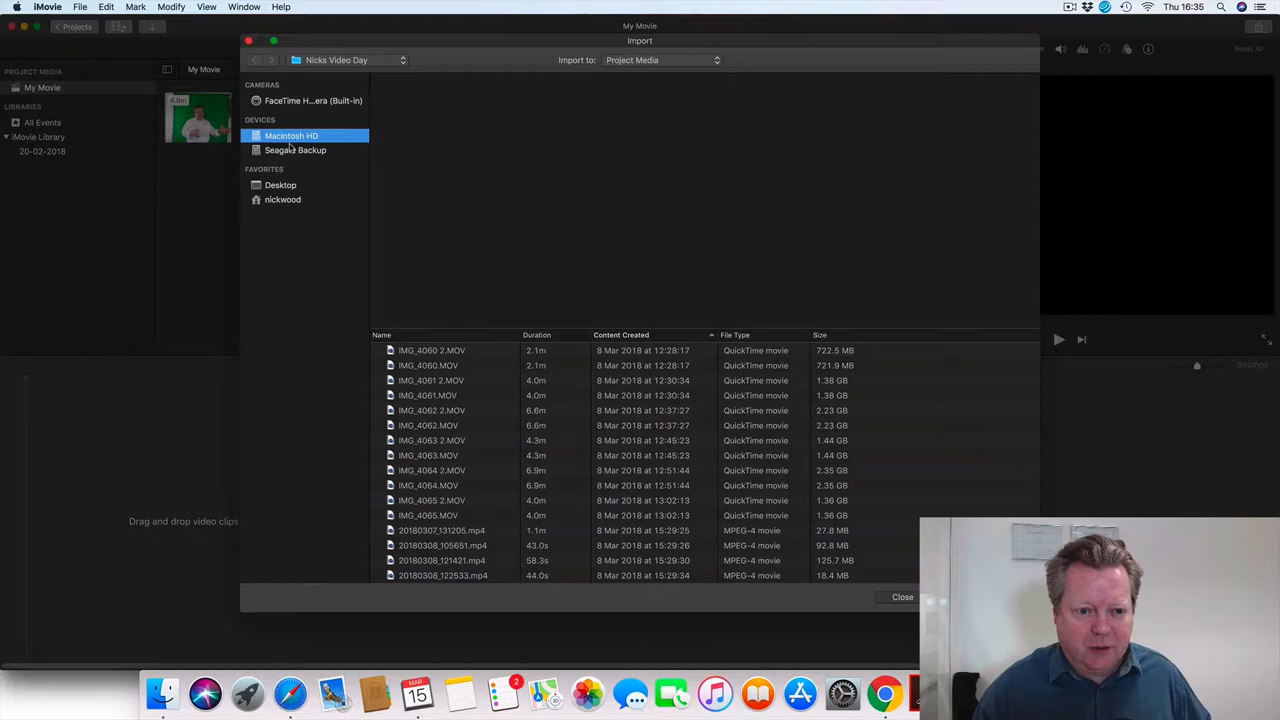 iMovie File Edit Mark Modify View Window Help Thu 16:35
Projects My Movie
Import
Nicks Video Day Import to: Project Media
PROJECT MEDIA
My Movie
LIBRARIES
All Events
iMovie Library
20-02-2018
My Movie
4.9m
Reset All
CAMERAS
FaceTime H...era (Built-in)
DEVICES
Macintosh HD
Seagate Backup
FAVORITES
Desktop
nickwood
Name Duration Content Created File Type Size
IMG_4060 2.MOV 2.1m 8 Mar 2018 at 12:28:17 QuickTime movie 722.5 MB
IMG_4060.MOV 2.1m 8 Mar 2018 at 12:28:17 QuickTime movie 721.9 MB
IMG_4061 2.MOV 4.0m 8 Mar 2018 at 12:30:34 QuickTime movie 1.38 GB
IMG_4061.MOV 4.0m 8 Mar 2018 at 12:30:34 QuickTime movie 1.38 GB
IMG_4062 2.MOV 6.6m 8 Mar 2018 at 12:37:27 QuickTime movie 2.23 GB
IMG_4062.MOV 6.6m 8 Mar 2018 at 12:37:27 QuickTime movie 2.23 GB
IMG_4063 2.MOV 4.3m 8 Mar 2018 at 12:45:23 QuickTime movie 1.44 GB
IMG_4063.MOV 4.3m 8 Mar 2018 at 12:45:23 QuickTime movie 1.44 GB
IMG_4064 2.MOV 6.9m 8 Mar 2018 at 12:51:44 QuickTime movie 2.35 GB
IMG_4064.MOV 6.9m 8 Mar 2018 at 12:51:44 QuickTime movie 2.35 GB
IMG_4065 2.MOV 4.0m 8 Mar 2018 at 13:02:13 QuickTime movie 1.36 GB
IMG_4065.MOV 4.0m 8 Mar 2018 at 13:02:13 QuickTime movie 1.36 GB
20180307_131205.mp4 1.1m 8 Mar 2018 at 15:29:25 MPEG-4 movie 27.8 MB
20180308_105651.mp4 43.0s 8 Mar 2018 at 15:29:26 MPEG-4 movie 92.8 MB
20180308_121421.mp4 58.3s 8 Mar 2018 at 15:29:30 MPEG-4 movie 125.7 MB
20180308_122533.mp4 44.0s 8 Mar 2018 at 15:29:34 MPEG-4 movie 18.4 MB
Close
Settings
Drag and drop video clips
MAR
15
2